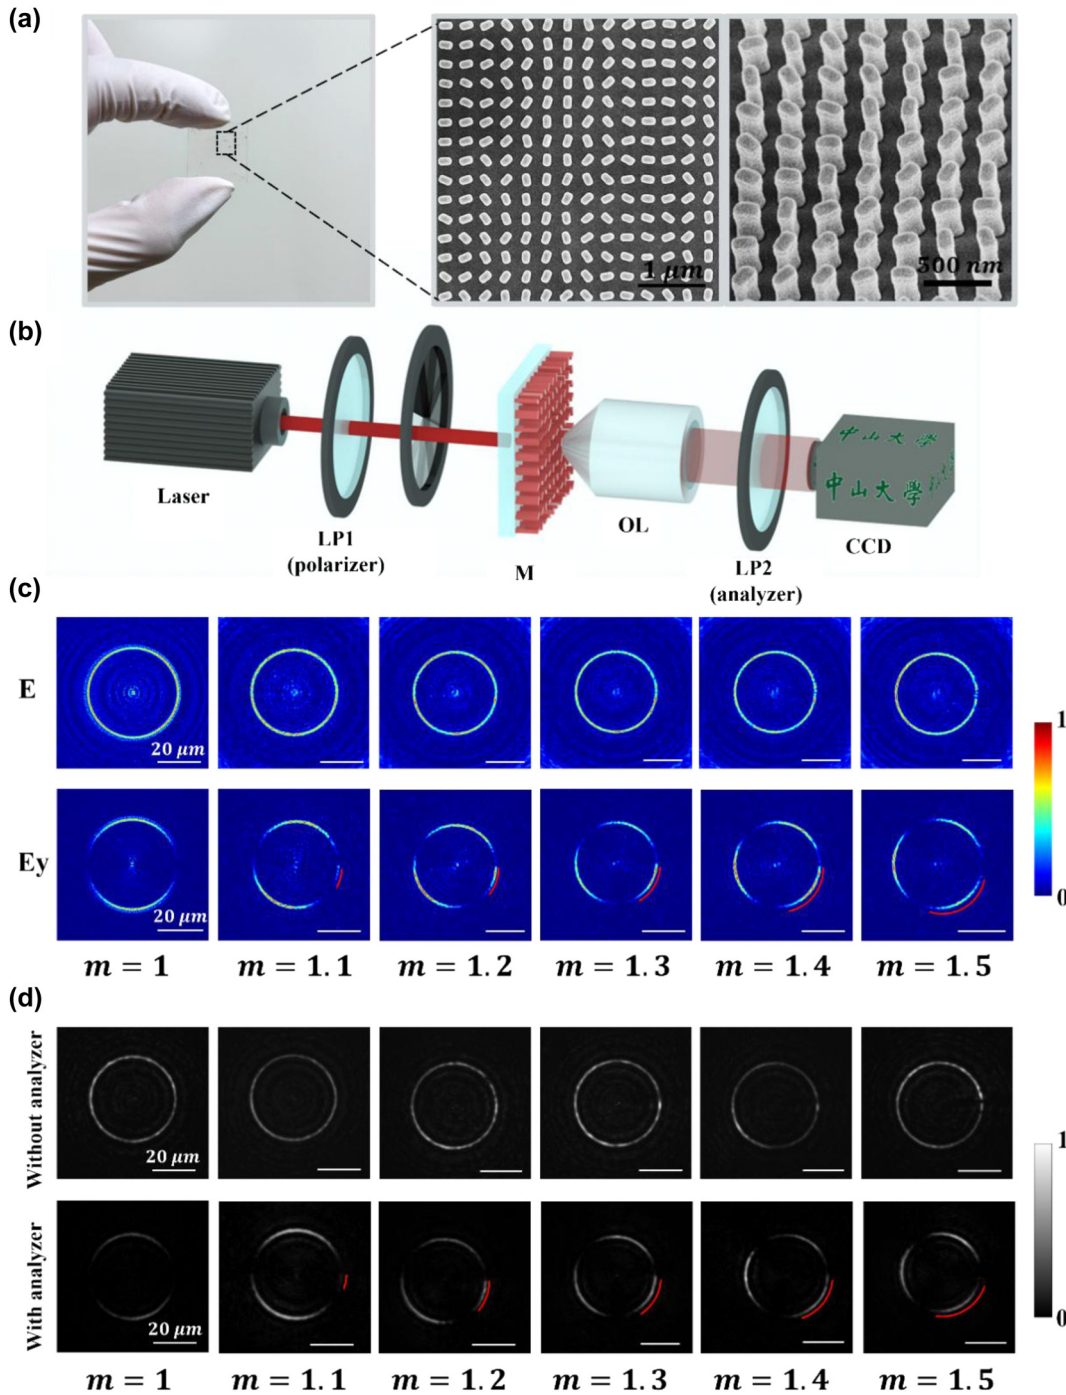 (a)
1 μm
500 nm
(b)
Laser
LP1
(polarizer)
M
OL
LP2
(analyzer)
CCD
中山大學
中山大學
(c)
E
20 μm
1
0
Ey
20 μm
m = 1
m = 1.1
m = 1.2
m = 1.3
m = 1.4
m = 1.5
(d)
Without analyzer
20 μm
1
0
With analyzer
20 μm
m = 1
m = 1.1
m = 1.2
m = 1.3
m = 1.4
m = 1.5